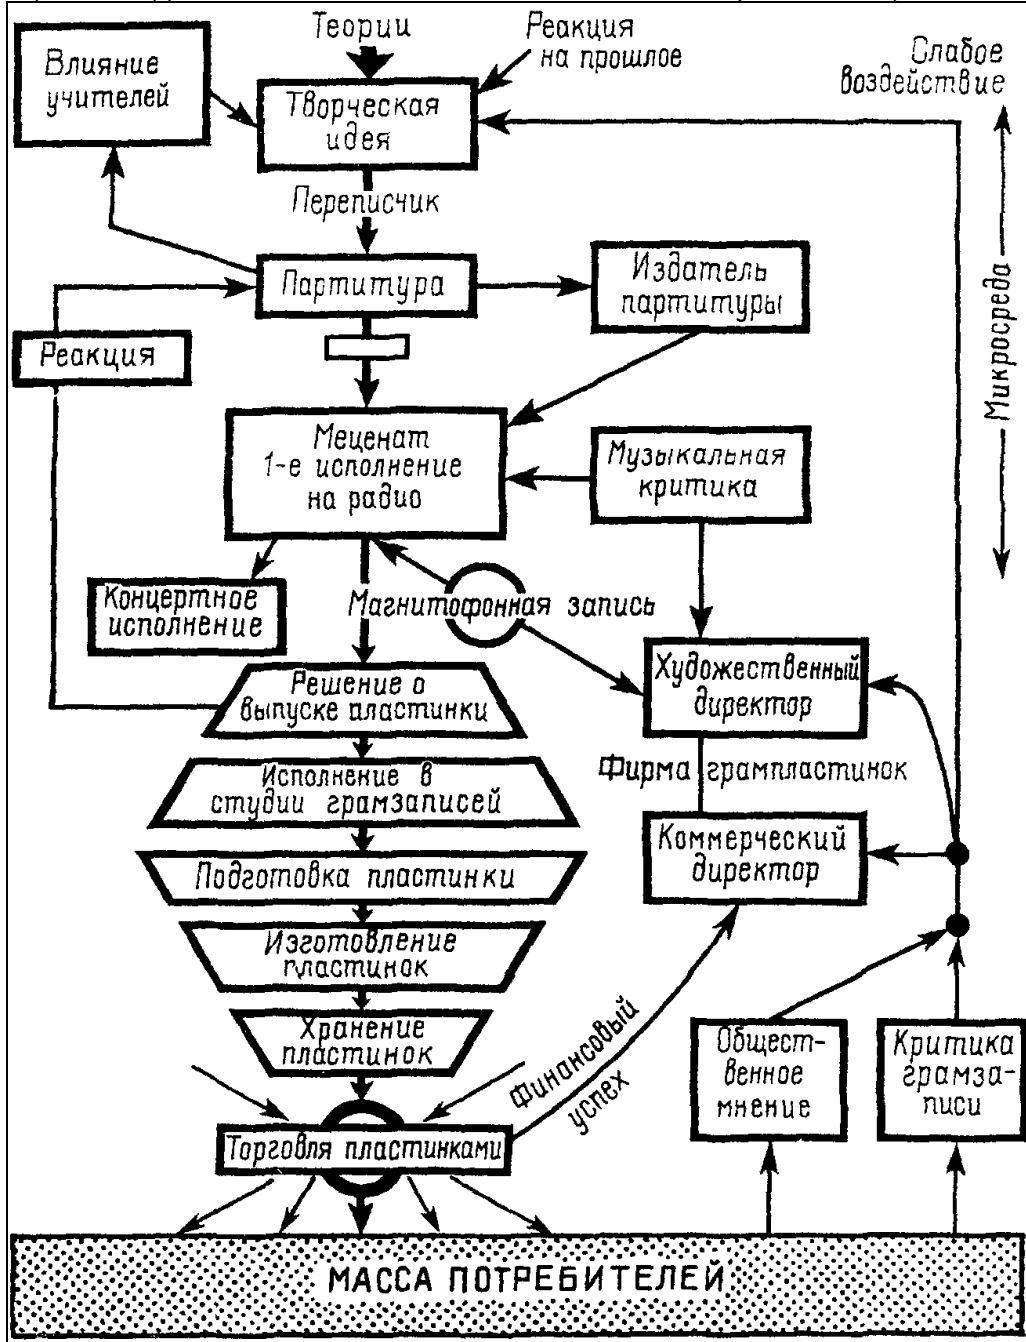 Теории
Реакция
на прошлое
Слабое
воздействие
Влияние
учителей
Творческая
идея
Переписчик
Партитура
Издатель
партитуры
Микросреда
Реакция
Меценат
1-е исполнение
на радио
Музыкальная
критика
Концертное
исполнение
Магнитофонная запись
Художественный
директор
Решение о
выпуске пластинки
Фирма грампластинок
Исполнение в
студии грамзаписей
Коммерческий
директор
Подготовка пластинки
Изготовление
пластинок
Хранение
пластинок
Финансовый
успех
Общест-
венное
мнение
Критика
грамза-
писи
Торговля пластинками
МАССА ПОТРЕБИТЕЛЕЙ